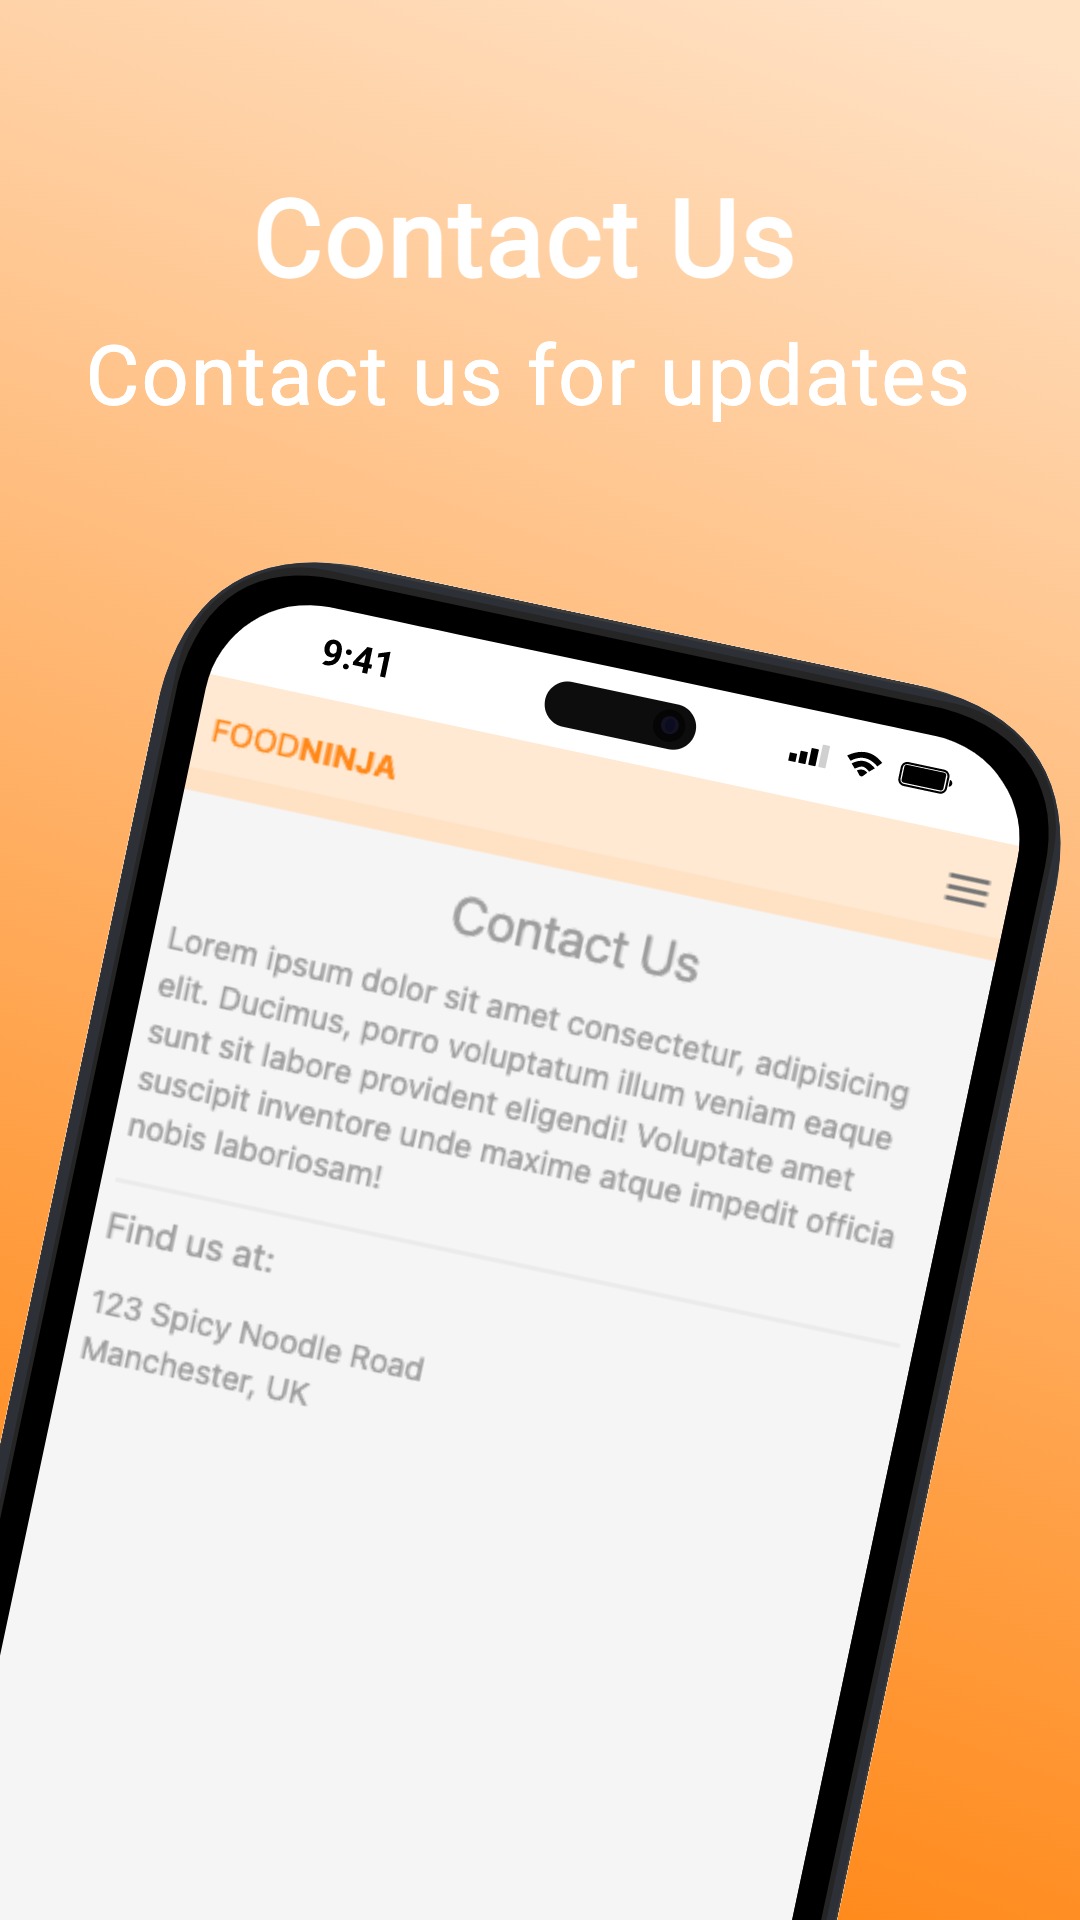 Contact Us
Contact us for updates
9:41
FOODNINJA
Contact Us
Lorem ipsum dolor sit amet consectetur, adipisicing
elit. Ducimus, porro voluptatum illum veniam eaque
sunt sit labore provident eligendi! Voluptate amet
suscipit inventore unde maxime atque impedit officia
nobis laboriosam!
Find us at:
123 Spicy Noodle Road
Manchester, UK